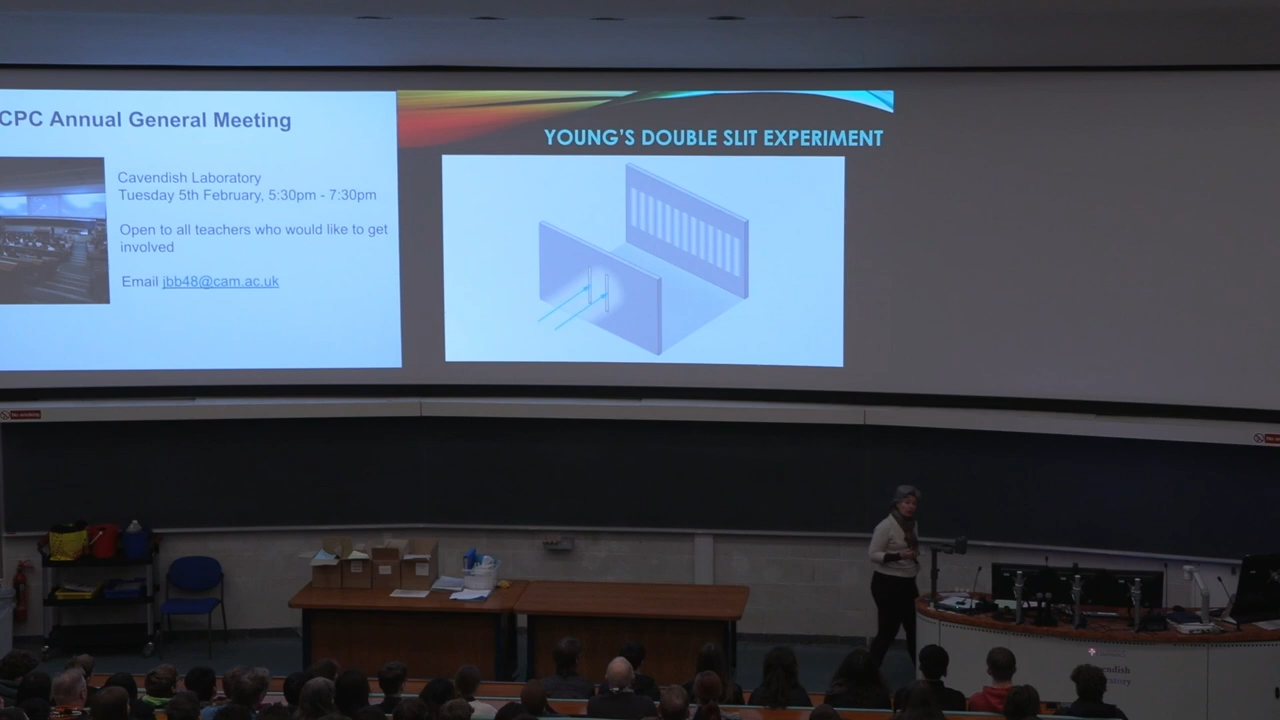 CPC Annual General Meeting
Cavendish Laboratory
Tuesday 5th February, 5:30pm - 7:30pm
Open to all teachers who would like to get
involved
Email jbb48@cam.ac.uk
YOUNG'S DOUBLE SLIT EXPERIMENT